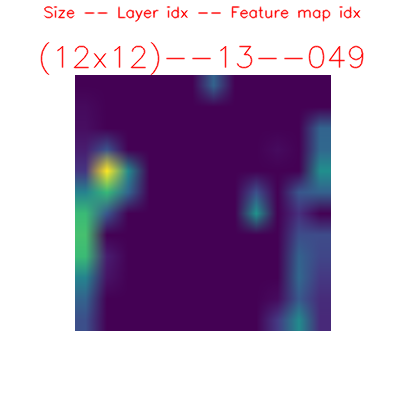 Size -- Layer idx -- Feature map idx
(12x12)--13--049